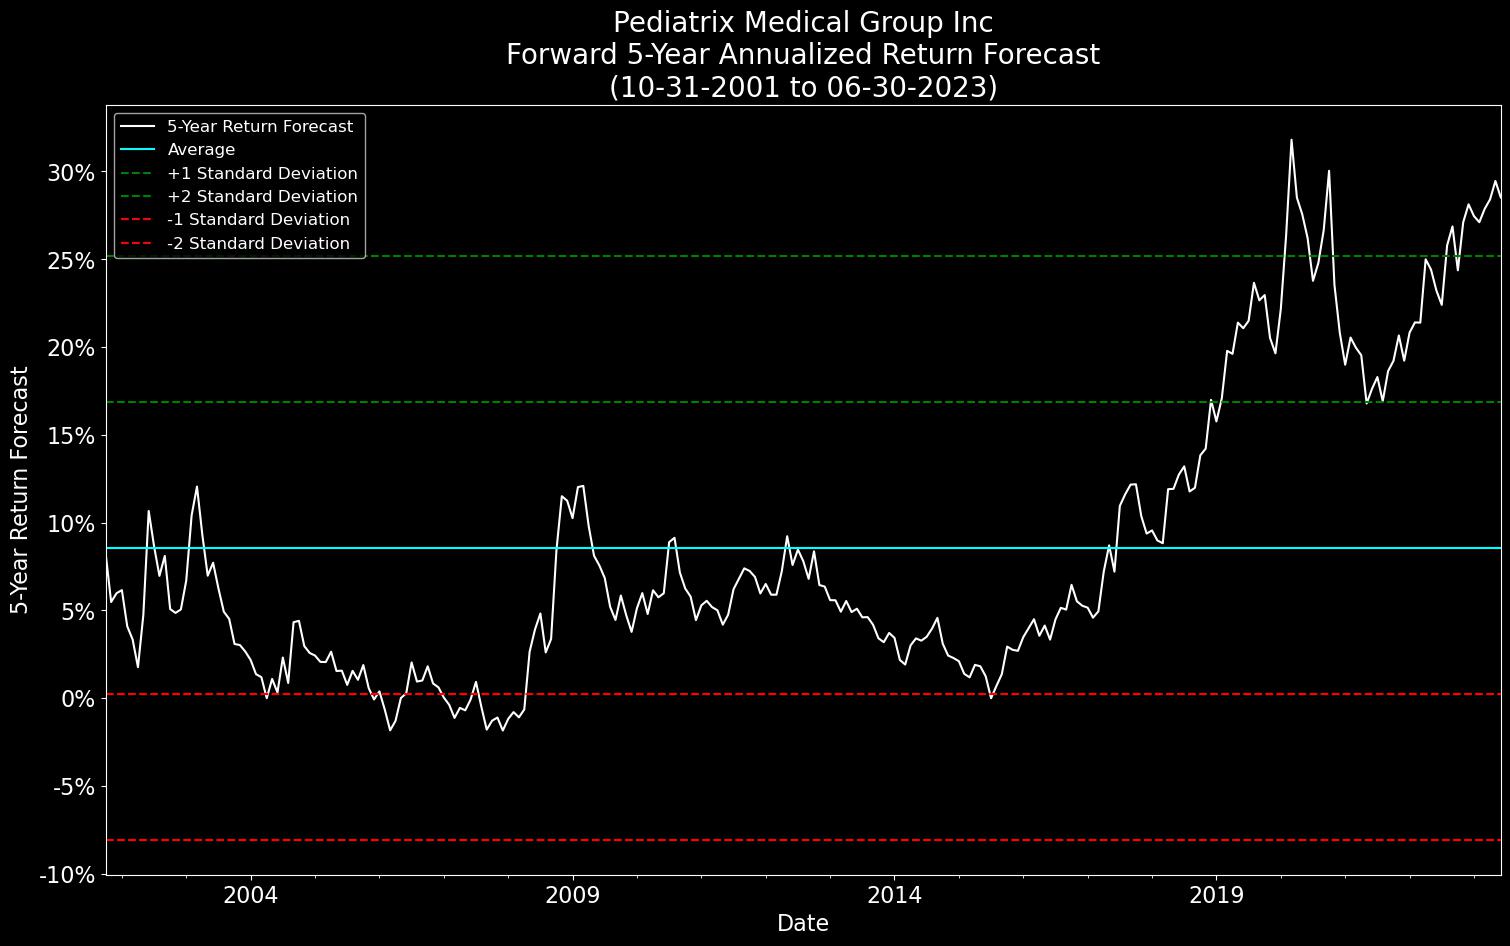 Pediatrix Medical Group Inc
Forward 5-Year Annualized Return Forecast
(10-31-2001 to 06-30-2023)
5-Year Return Forecast
Average
+1 Standard Deviation
+2 Standard Deviation
-1 Standard Deviation
-2 Standard Deviation
30%
25%
20%
15%
10%
5%
0%
-5%
-10%
5-Year Return Forecast
2004
2009
2014
2019
Date